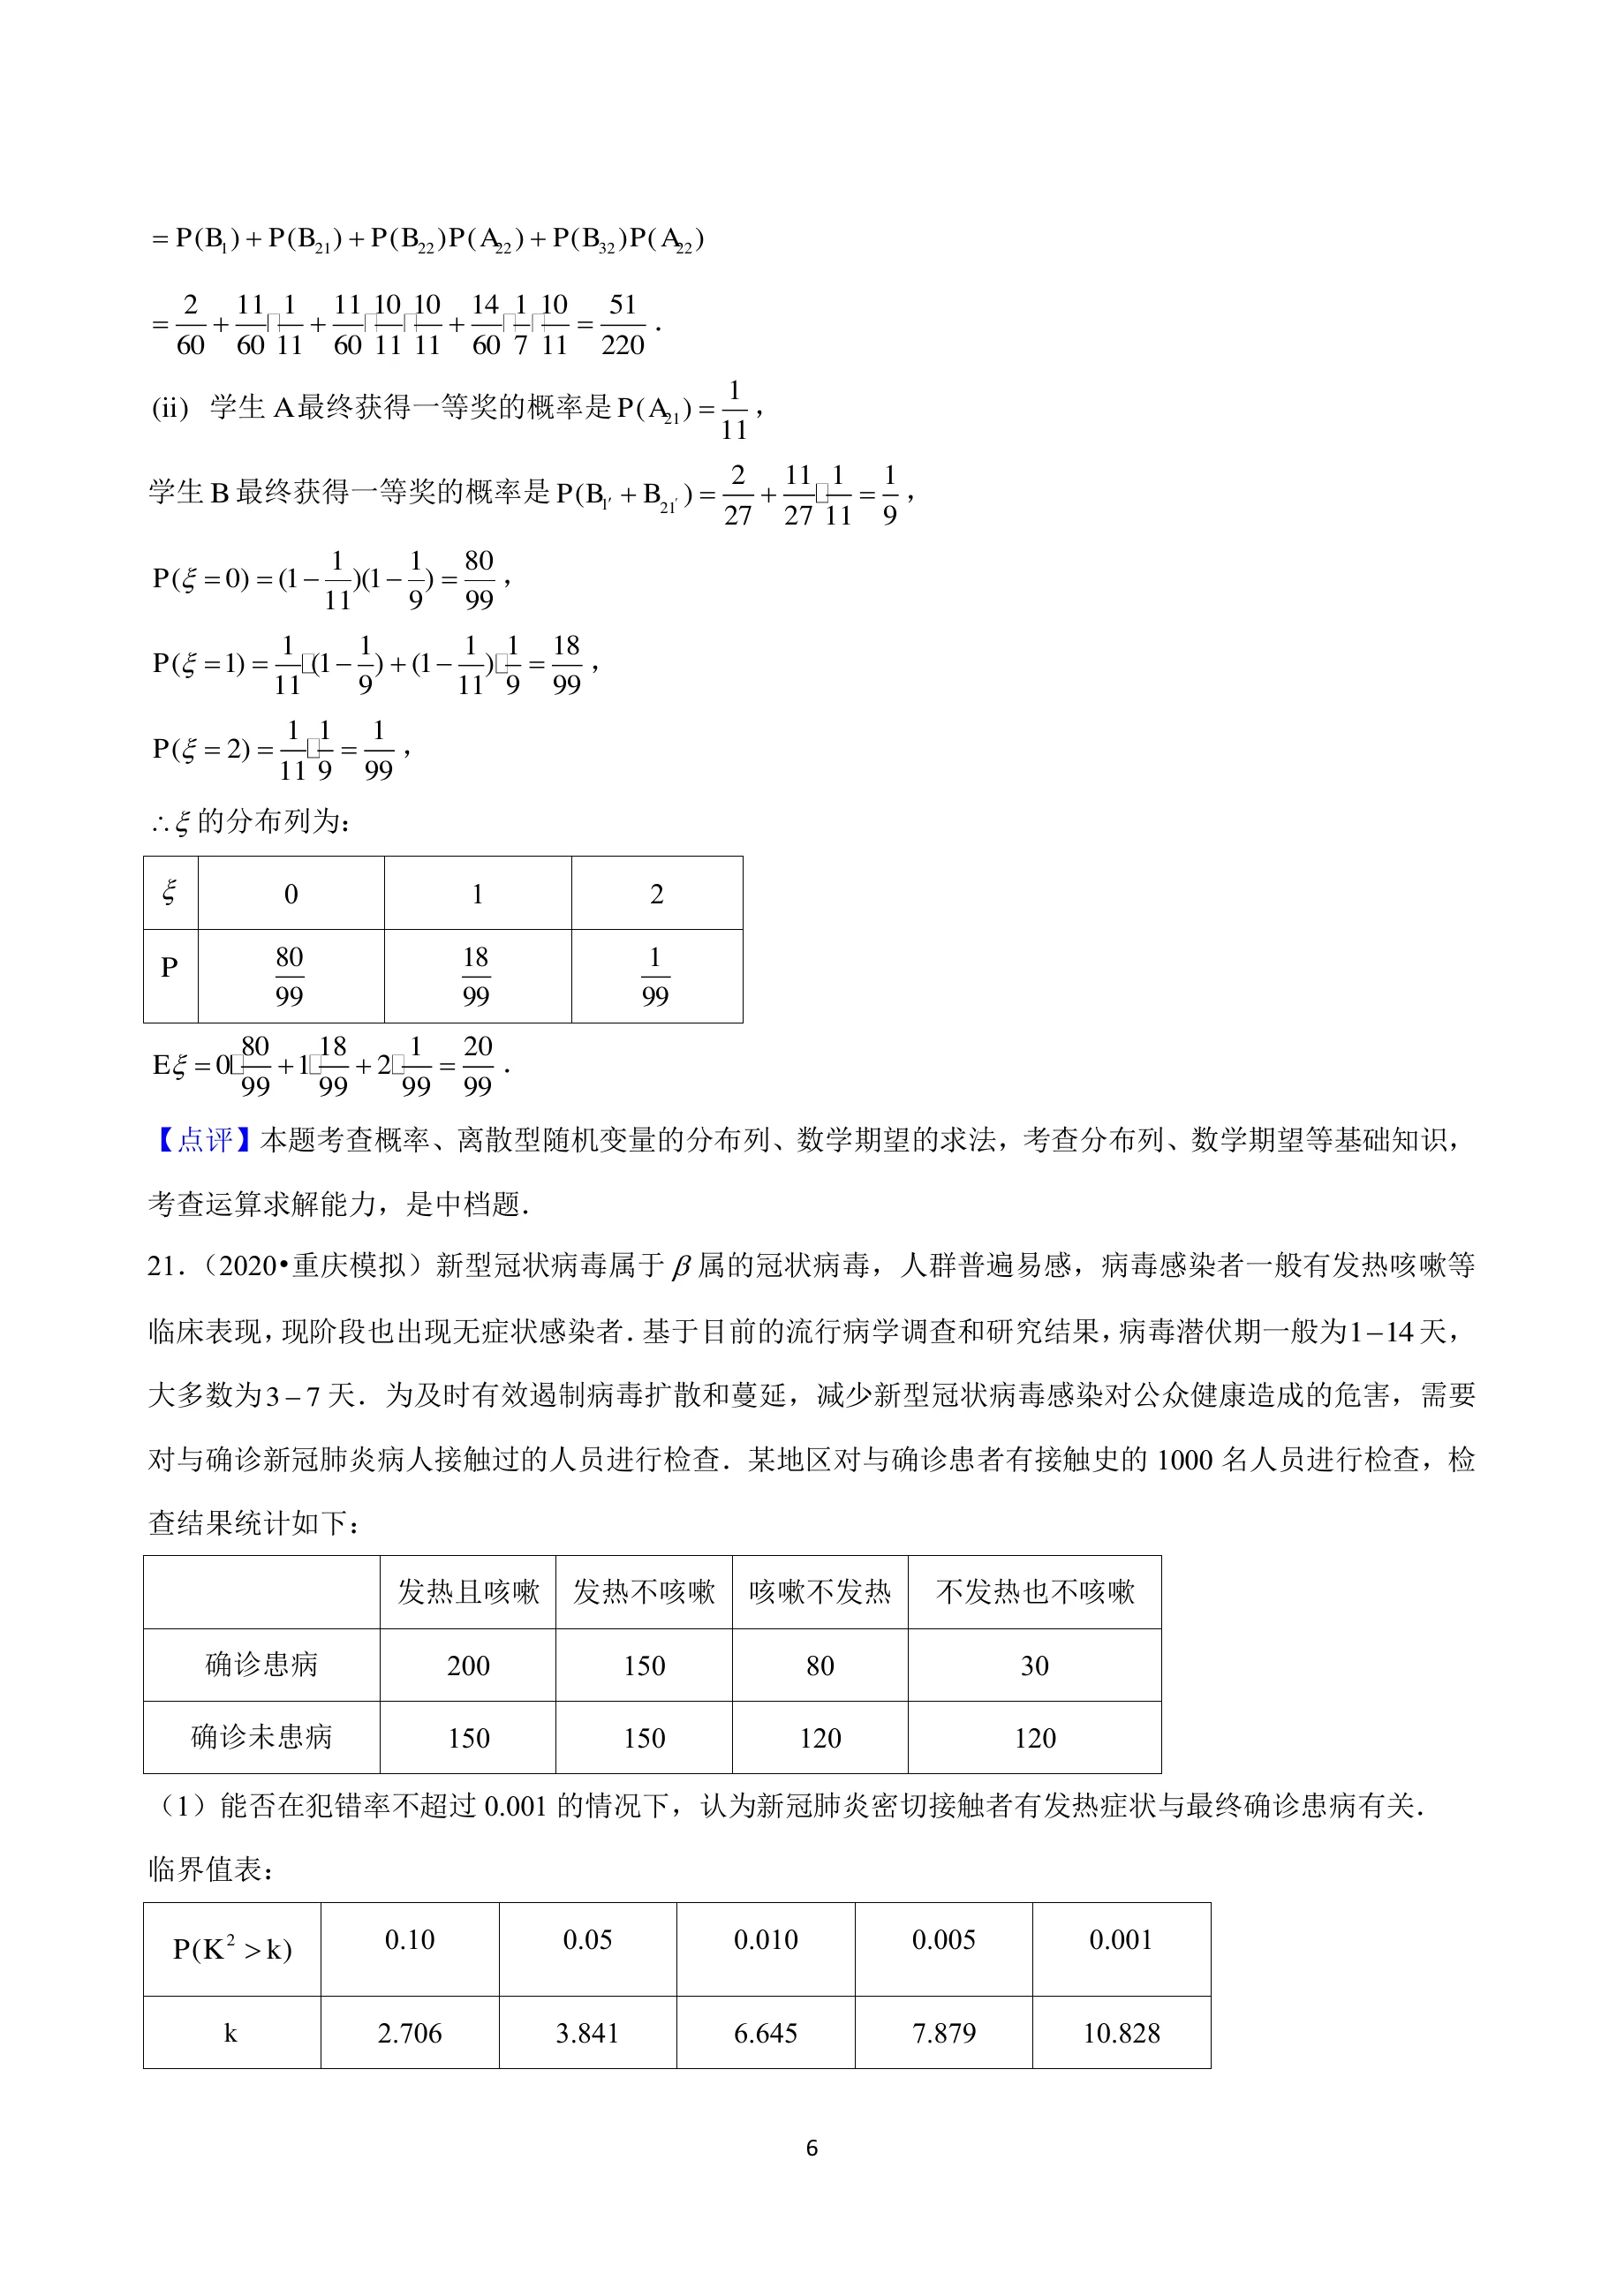 =P(B₁)+P(B₂₁)+P(B₂₂)P(A₂₂)+P(B₃₂)P(A₂₂)
=2/60+11/60□1/11+11/60□10/11□10/11+14/60□1/7□10/11=51/220．
(ii) 学生 A最终获得一等奖的概率是P(A₂₁)=1/11，
学生 B 最终获得一等奖的概率是P(B₁′+B₂₁′)=2/27+11/27□1/11=1/9，
P(ξ=0)=(1−1/11)(1−1/9)=80/99，
P(ξ=1)=1/11□(1−1/9)+(1−1/11)□1/9=18/99，
P(ξ=2)=1/11□1/9=1/99，
∴ξ的分布列为：
ξ 0 1 2
P 80/99 18/99 1/99
Eξ=0□80/99+1□18/99+2□1/99=20/99．
【点评】本题考查概率、离散型随机变量的分布列、数学期望的求法，考查分布列、数学期望等基础知识，
考查运算求解能力，是中档题．
21．（2020•重庆模拟）新型冠状病毒属于β属的冠状病毒，人群普遍易感，病毒感染者一般有发热咳嗽等
临床表现，现阶段也出现无症状感染者．基于目前的流行病学调查和研究结果，病毒潜伏期一般为1−14天，
大多数为3−7天．为及时有效遏制病毒扩散和蔓延，减少新型冠状病毒感染对公众健康造成的危害，需要
对与确诊新冠肺炎病人接触过的人员进行检查．某地区对与确诊患者有接触史的 1000 名人员进行检查，检
查结果统计如下：
发热且咳嗽 发热不咳嗽 咳嗽不发热 不发热也不咳嗽
确诊患病 200 150 80 30
确诊未患病 150 150 120 120
（1）能否在犯错率不超过 0.001 的情况下，认为新冠肺炎密切接触者有发热症状与最终确诊患病有关．
临界值表：
P(K²>k) 0.10 0.05 0.010 0.005 0.001
k 2.706 3.841 6.645 7.879 10.828
6